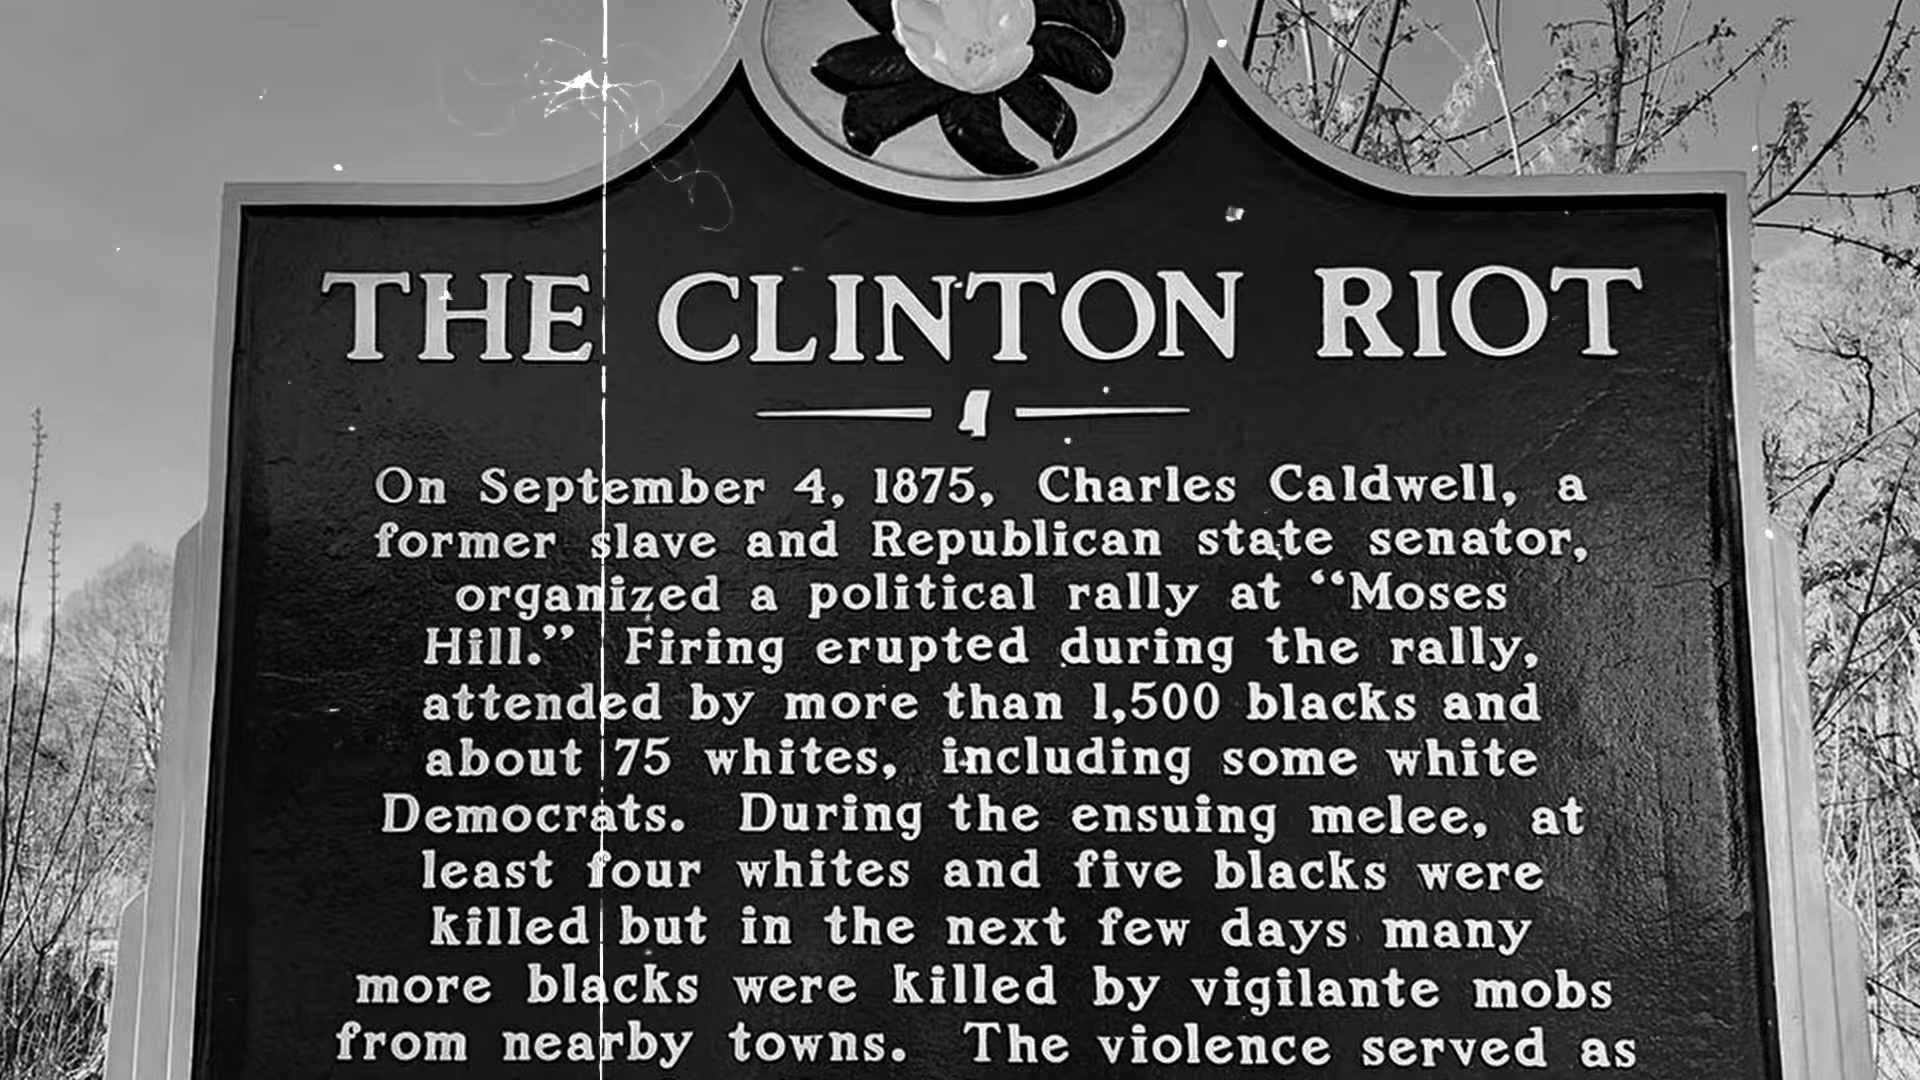 THE CLINTON RIOT
On September 4, 1875, Charles Caldwell, a
former slave and Republican state senator,
organized a political rally at “Moses
Hill.” Firing erupted during the rally,
attended by more than 1,500 blacks and
about 75 whites, including some white
Democrats. During the ensuing melee, at
least four whites and five blacks were
killed but in the next few days many
more blacks were killed by vigilante mobs
from nearby towns. The violence served as